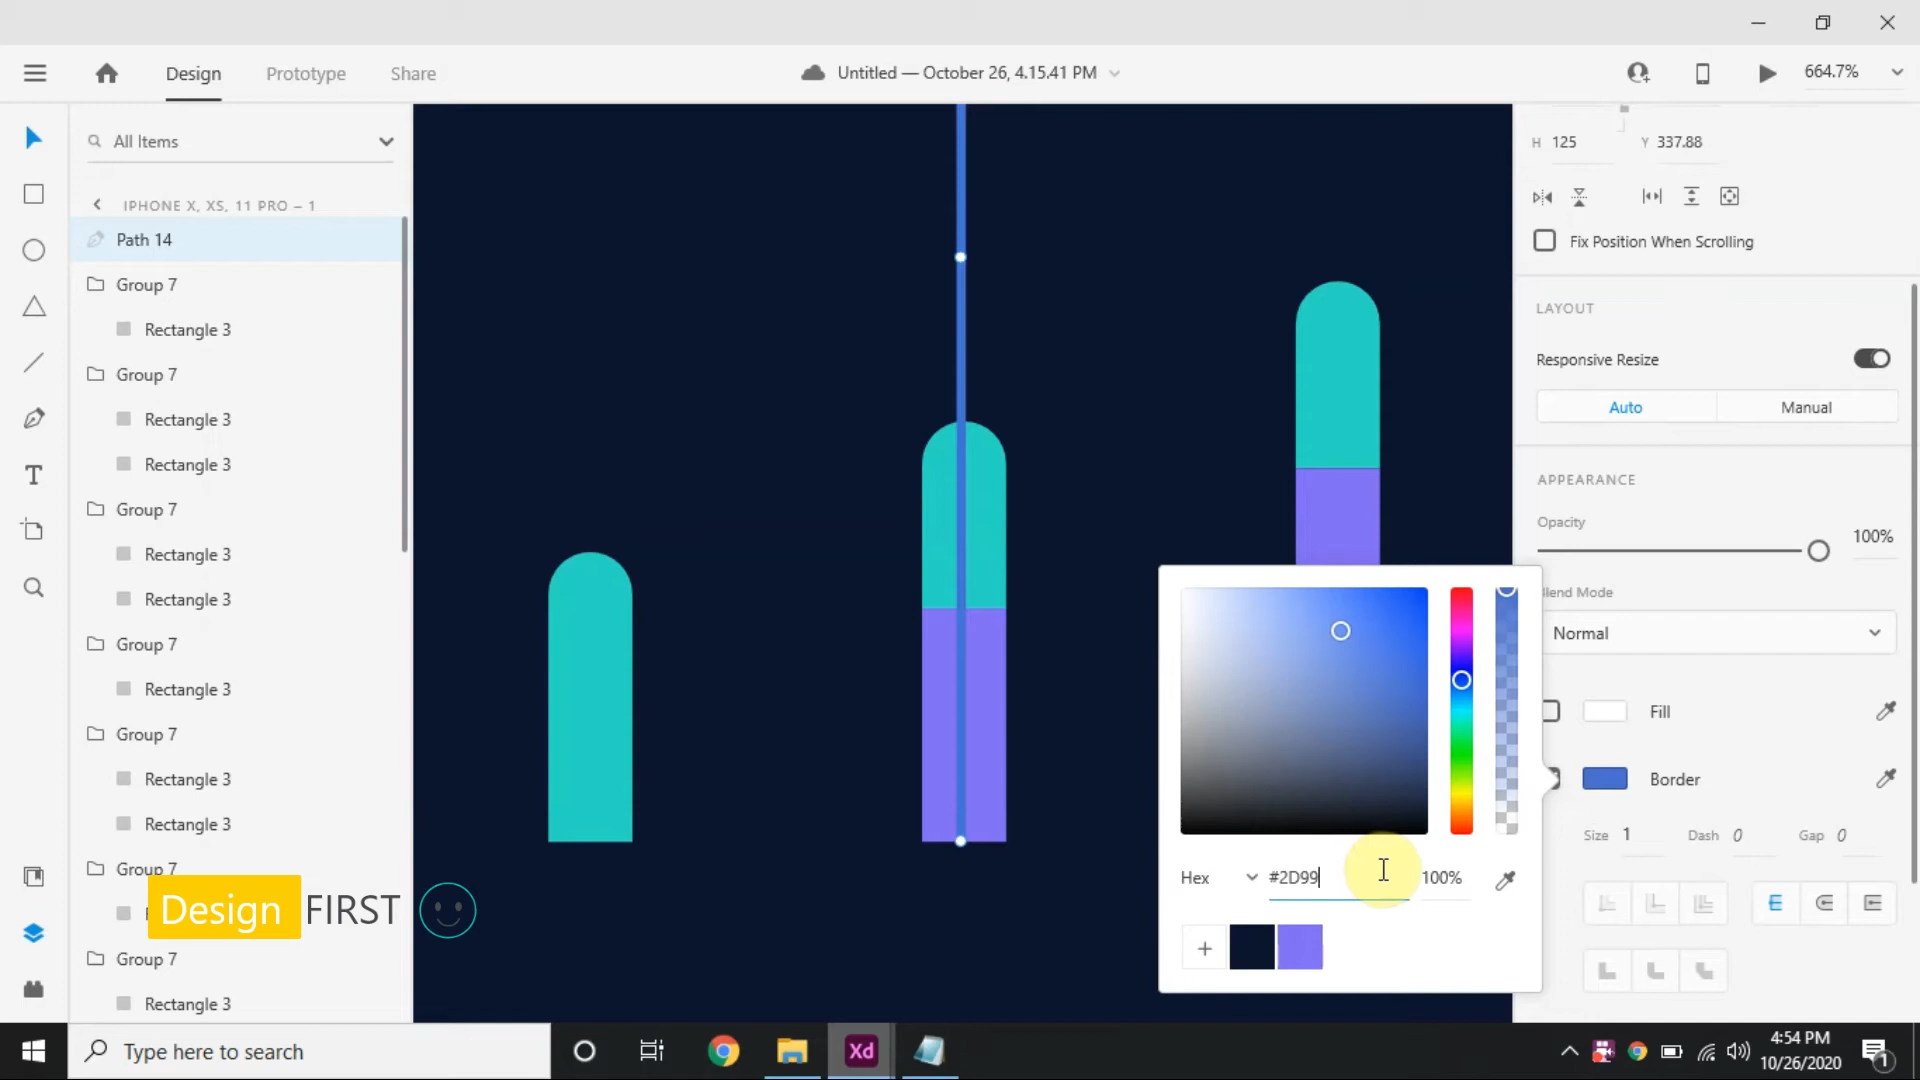 Design
Prototype
Share
Untitled — October 26, 4.15.41 PM
664.7%
All Items
IPHONE X, XS, 11 PRO – 1
Path 14
Group 7
Rectangle 3
Group 7
Rectangle 3
Rectangle 3
Group 7
Rectangle 3
Rectangle 3
Group 7
Rectangle 3
Group 7
Rectangle 3
Rectangle 3
Group 7
Group 7
Rectangle 3
Design FIRST
H 125
Y 337.88
Fix Position When Scrolling
LAYOUT
Responsive Resize
Auto
Manual
APPEARANCE
Opacity
100%
Blend Mode
Normal
Fill
Border
Size 1
Dash 0
Gap 0
Hex
#2D99
100%
T
Xd
Type here to search
4:54 PM
10/26/2020
1